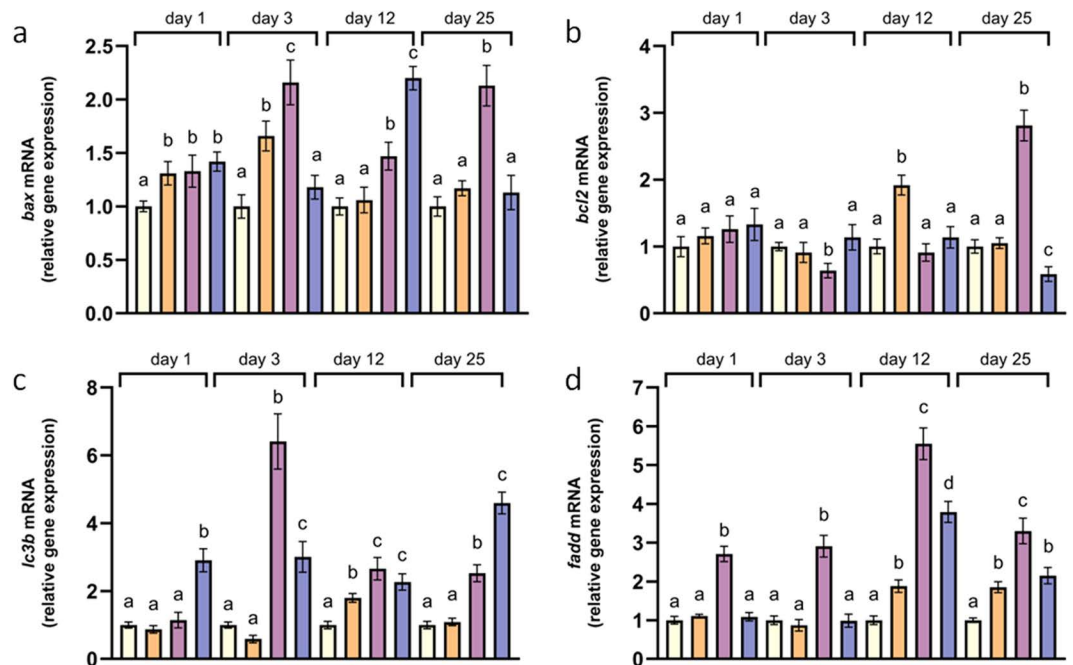 a
day 1 day 3 day 12 day 25
bax mRNA
(relative gene expression)
2.5
2.0
1.5
1.0
0.5
0.0
a b b b a b c a a a b c a a b a
b
day 1 day 3 day 12 day 25
bcl2 mRNA
(relative gene expression)
4
3
2
1
0
a a a a a a b a a b a a a a b c
c
day 1 day 3 day 12 day 25
lc3b mRNA
(relative gene expression)
8
6
4
2
0
a a a b a a b c a b c c a a b c
d
day 1 day 3 day 12 day 25
fadd mRNA
(relative gene expression)
7
6
5
4
3
2
1
0
a a b a a a b a a b c d a b c b